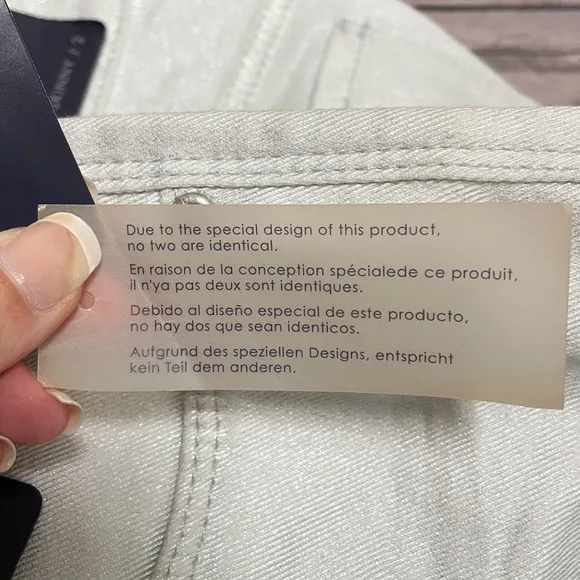 SKINNY / 2
Due to the special design of this product,
no two are identical.
En raison de la conception spécialede ce produit,
il n'ya pas deux sont identiques.
Debido al diseño especial de este producto,
no hay dos que sean identicos.
Aufgrund des speziellen Designs, entspricht
kein Teil dem anderen.